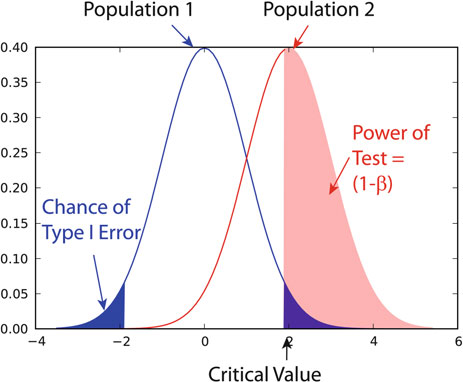 Population 1
Population 2
0.40
0.35
0.30
0.25
0.20
0.15
0.10
0.05
0.00
Power of
Test =
(1-β)
Chance of
Type I Error
−4
−2
0
2
4
6
Critical Value